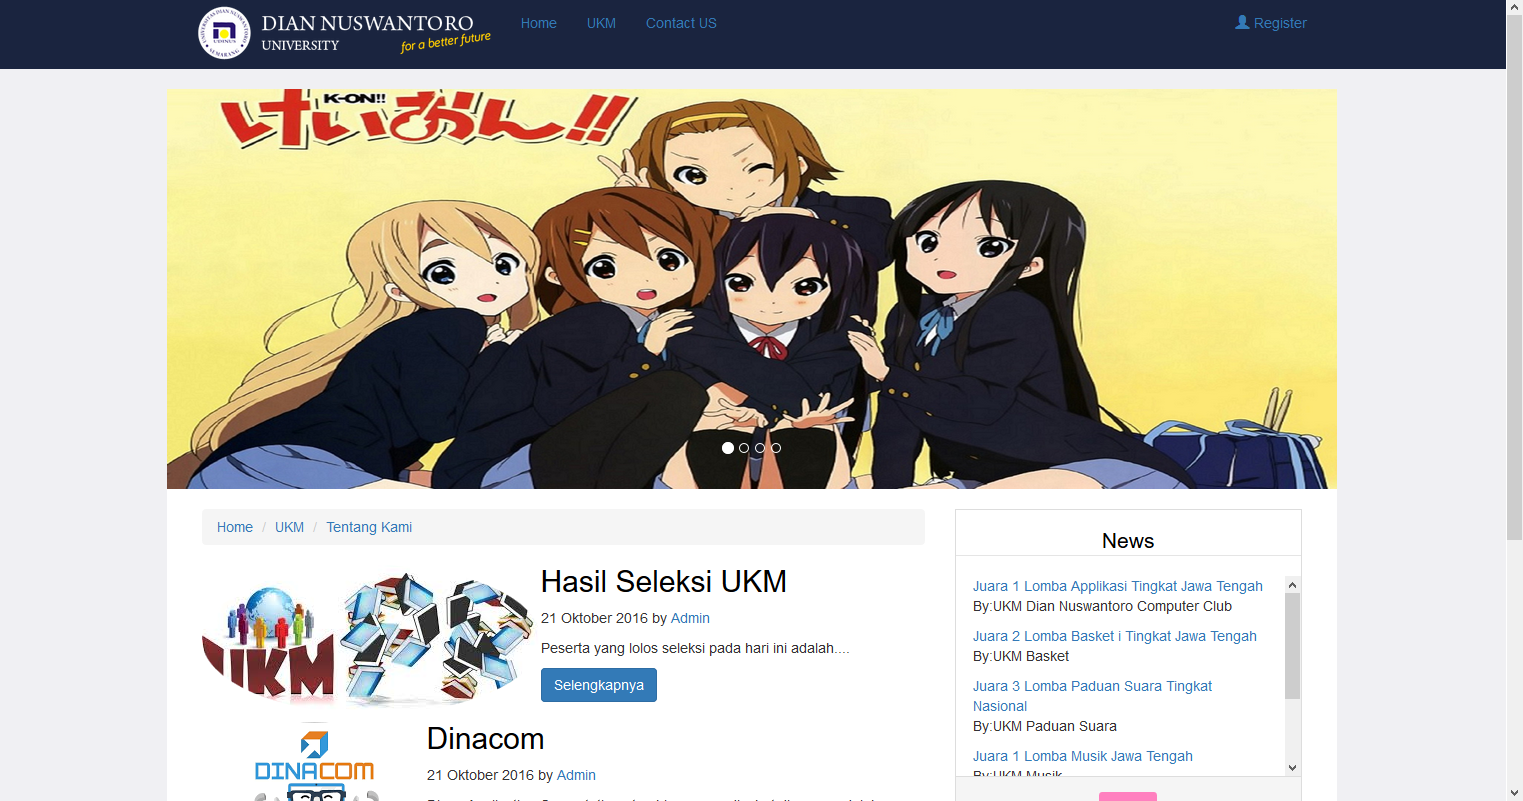 DIAN NUSWANTORO
UNIVERSITY
for a better future
Home
UKM
Contact US
Register
K-ON!!
けいおん!!
Home / UKM / Tentang Kami
Hasil Seleksi UKM
21 Oktober 2016 by Admin
Peserta yang lolos seleksi pada hari ini adalah....
Selengkapnya
UKM
DINACOM
Dinacom
21 Oktober 2016 by Admin
News
Juara 1 Lomba Applikasi Tingkat Jawa Tengah
By:UKM Dian Nuswantoro Computer Club
Juara 2 Lomba Basket i Tingkat Jawa Tengah
By:UKM Basket
Juara 3 Lomba Paduan Suara Tingkat
Nasional
By:UKM Paduan Suara
Juara 1 Lomba Musik Jawa Tengah
By:UKM Musik